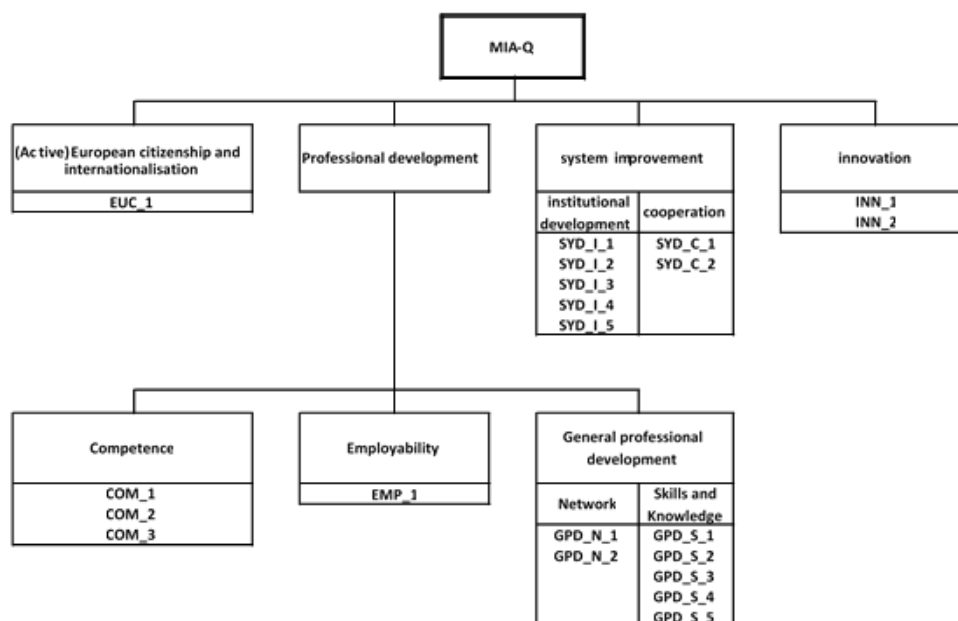 MIA-Q
(Active)European citizenship and
internationalisation
EUC_1
Professional development
system improvement
institutional
development
SYD_I_1
SYD_I_2
SYD_I_3
SYD_I_4
SYD_I_5
cooperation
SYD_C_1
SYD_C_2
innovation
INN_1
INN_2
Competence
COM_1
COM_2
COM_3
Employability
EMP_1
General professional
development
Network
GPD_N_1
GPD_N_2
Skills and
Knowledge
GPD_S_1
GPD_S_2
GPD_S_3
GPD_S_4
GPD_S_5